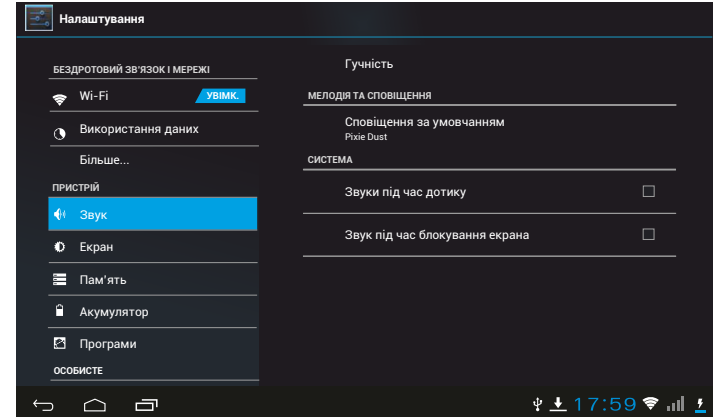 Налаштування
БЕЗДРОТОВИЙ ЗВ'ЯЗОК І МЕРЕЖІ
Wi-Fi
УВІМК.
Використання даних
Більше...
ПРИСТРІЙ
Звук
Екран
Пам'ять
Акумулятор
Програми
ОСОБИСТЕ
Гучність
МЕЛОДІЯ ТА СПОВІЩЕННЯ
Сповіщення за умовчанням
Pixie Dust
СИСТЕМА
Звуки під час дотику
Звук під час блокування екрана
17:59